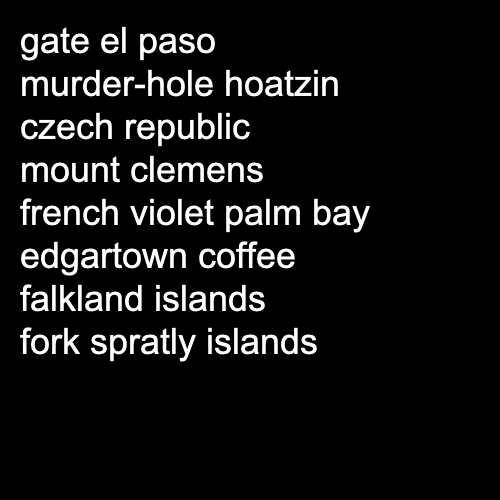 gate el paso
murder-hole hoatzin
czech republic
mount clemens
french violet palm bay
edgartown coffee
falkland islands
fork spratly islands